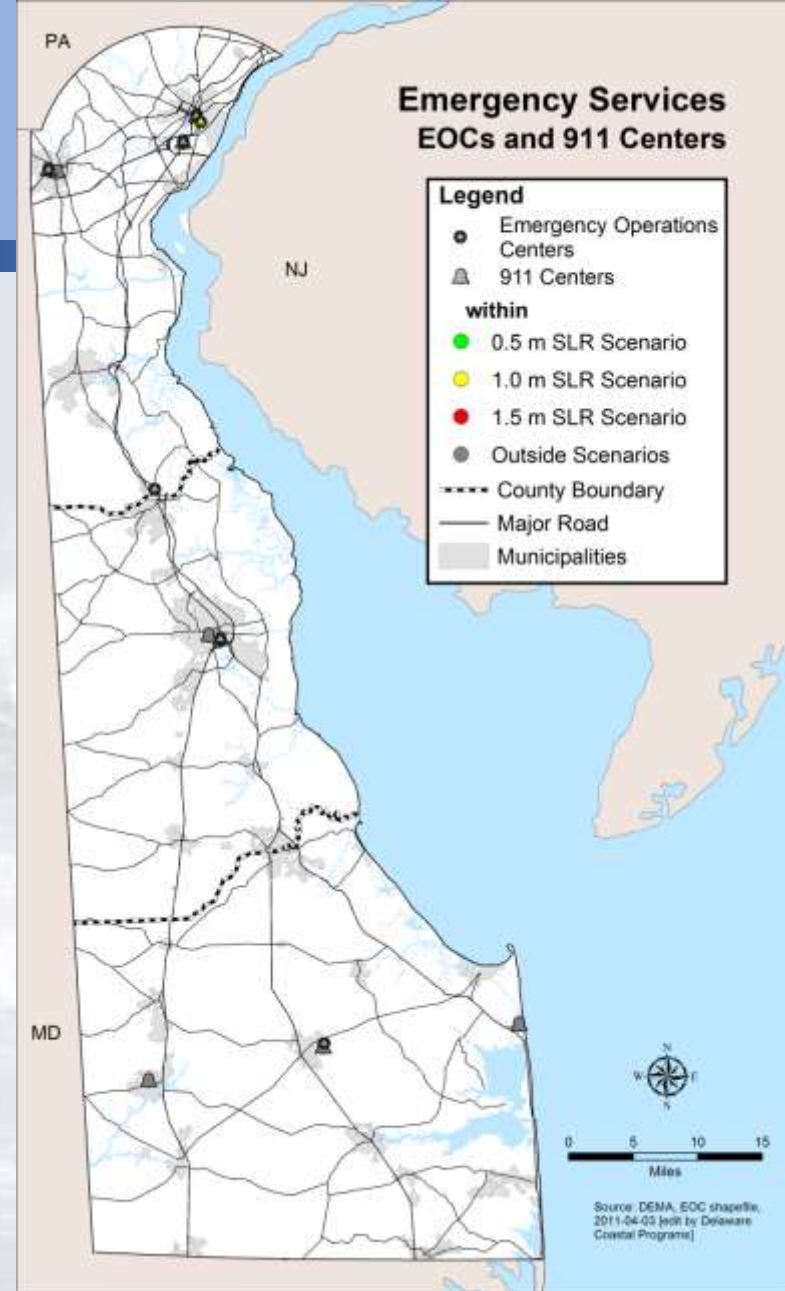 PA
Emergency Services
EOCs and 911 Centers
Legend
Emergency Operations
Centers
911 Centers
within
0.5 m SLR Scenario
1.0 m SLR Scenario
1.5 m SLR Scenario
Outside Scenarios
County Boundary
Major Road
Municipalities
NJ
MD
N
W E
S
0 5 10 15
Miles
Source: DEMA, EOC shapefile,
2011-04-03 [edit by Delaware
Coastal Programs]